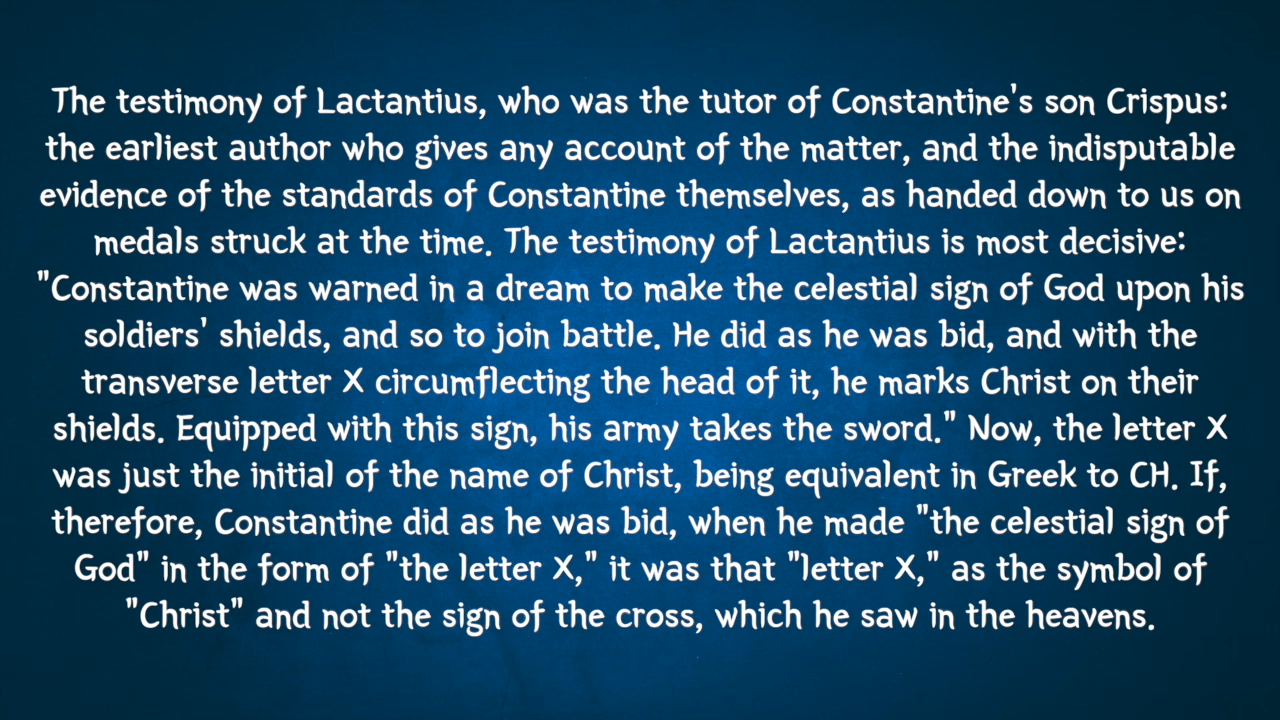 The testimony of Lactantius, who was the tutor of Constantine's son Crispus:
the earliest author who gives any account of the matter, and the indisputable
evidence of the standards of Constantine themselves, as handed down to us on
medals struck at the time. The testimony of Lactantius is most decisive:
"Constantine was warned in a dream to make the celestial sign of God upon his
soldiers' shields, and so to join battle. He did as he was bid, and with the
transverse letter X circumflecting the head of it, he marks Christ on their
shields. Equipped with this sign, his army takes the sword." Now, the letter X
was just the initial of the name of Christ, being equivalent in Greek to CH. If,
therefore, Constantine did as he was bid, when he made "the celestial sign of
God" in the form of "the letter X," it was that "letter X," as the symbol of
"Christ" and not the sign of the cross, which he saw in the heavens.